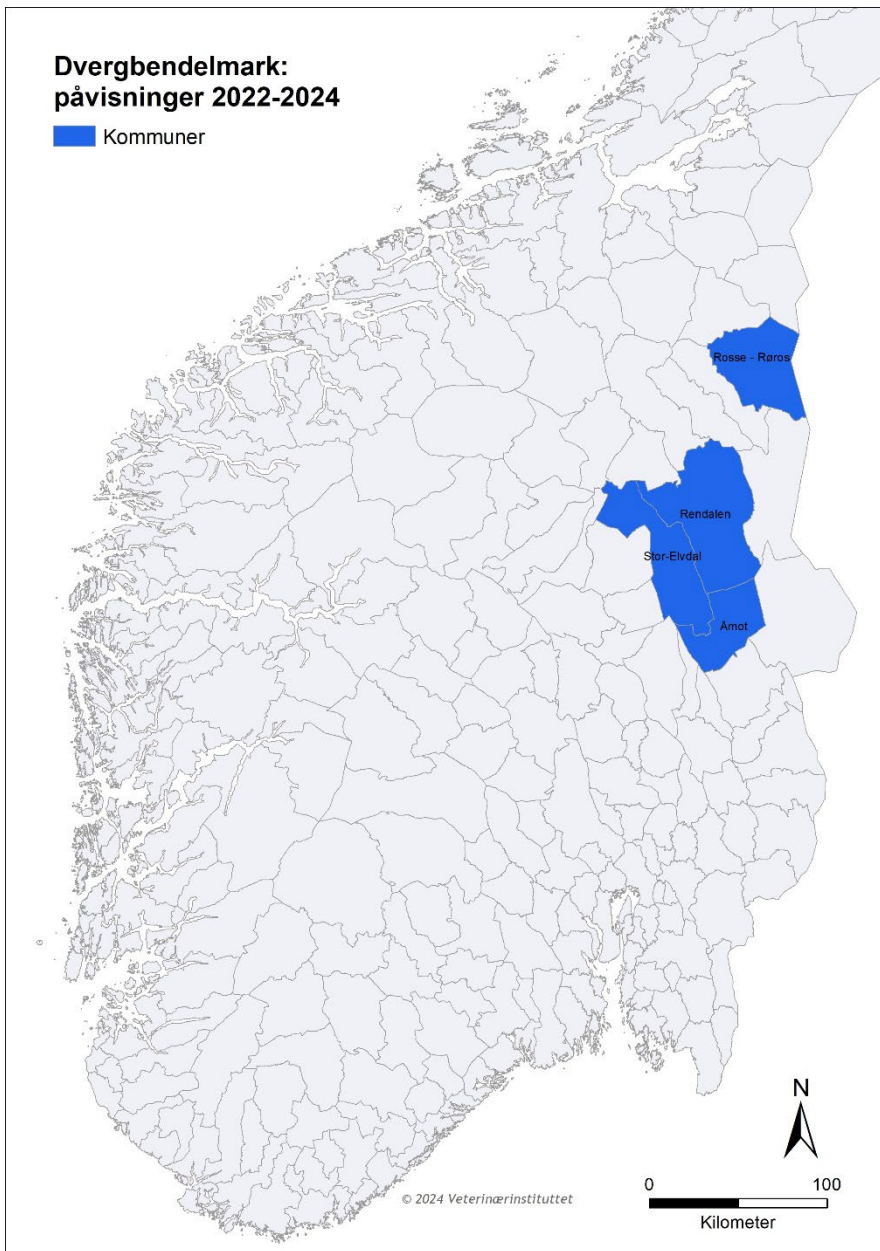 Dvergbendelmark:
påvisninger 2022-2024
Kommuner
Rosse - Røros
Rendalen
Stor-Elvdal
Åmot
N
0 100
Kilometer
© 2024 Veterinærinstituttet